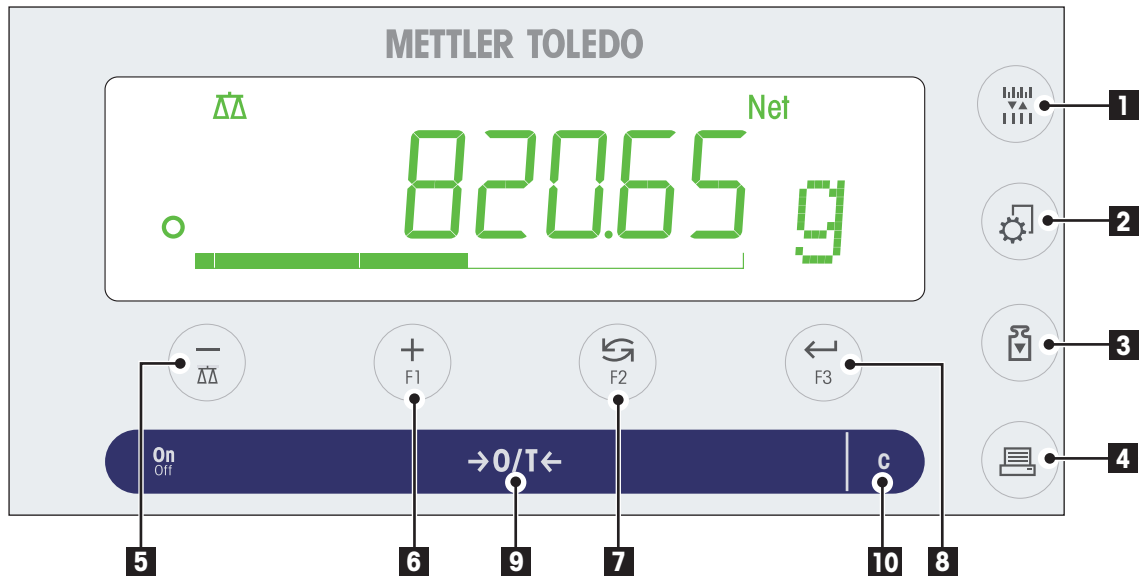 METTLER TOLEDO
Net
820.65 g
1
2
3
F1
F2
F3
4
On
Off
→0/T←
C
5
6
9
7
10
8